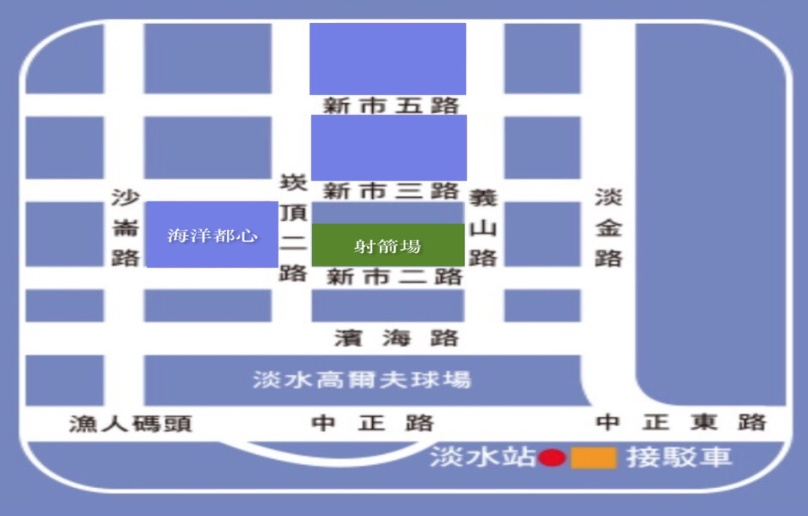 新市五路
新市三路
沙崙路
崁頂二路
義山路
淡金路
海洋都心
射箭場
新市二路
濱海路
淡水高爾夫球場
漁人碼頭
中正路
中正東路
淡水站
接駁車